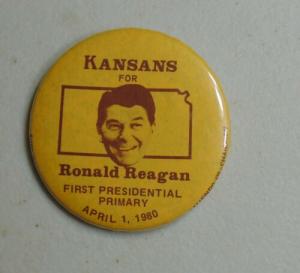 KANSANS
FOR
Ronald Reagan
FIRST PRESIDENTIAL
PRIMARY
APRIL 1, 1980